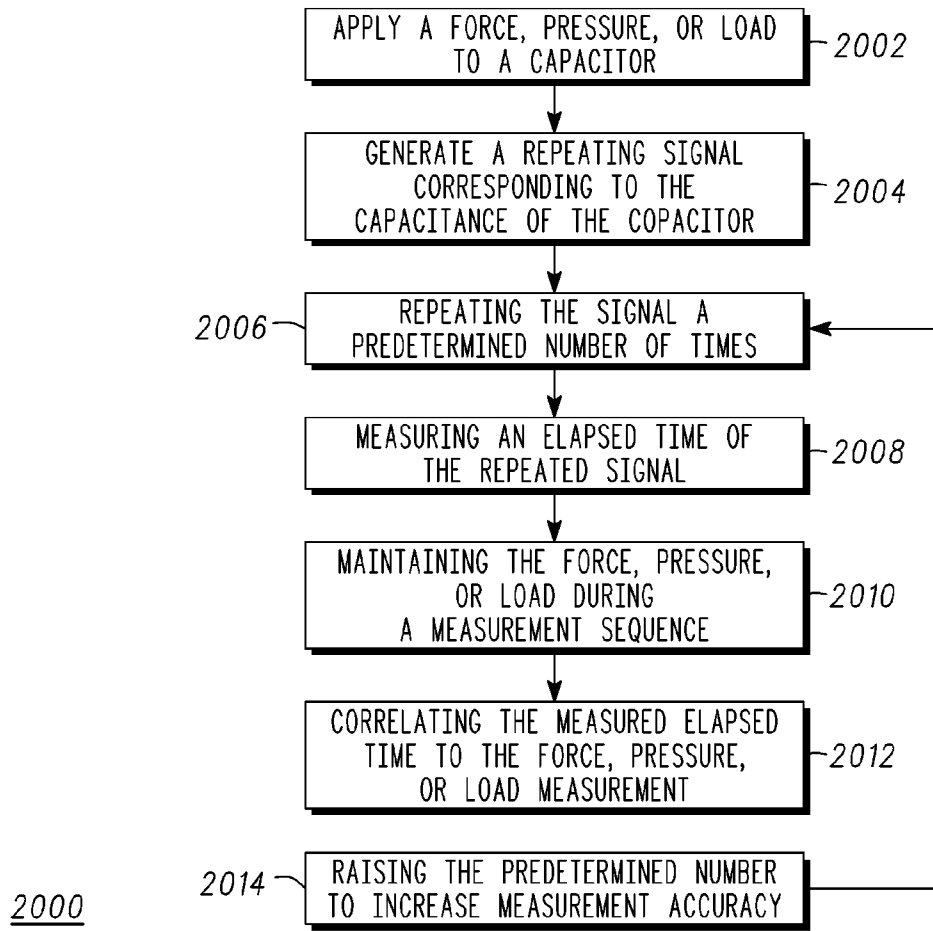 APPLY A FORCE, PRESSURE, OR LOAD
TO A CAPACITOR
2002
GENERATE A REPEATING SIGNAL
CORRESPONDING TO THE
CAPACITANCE OF THE COPACITOR
2004
2006
REPEATING THE SIGNAL A
PREDETERMINED NUMBER OF TIMES
MEASURING AN ELAPSED TIME OF
THE REPEATED SIGNAL
2008
MAINTAINING THE FORCE, PRESSURE,
OR LOAD DURING
A MEASUREMENT SEQUENCE
2010
CORRELATING THE MEASURED ELAPSED
TIME TO THE FORCE, PRESSURE,
OR LOAD MEASUREMENT
2012
2014
RAISING THE PREDETERMINED NUMBER
TO INCREASE MEASUREMENT ACCURACY
2000